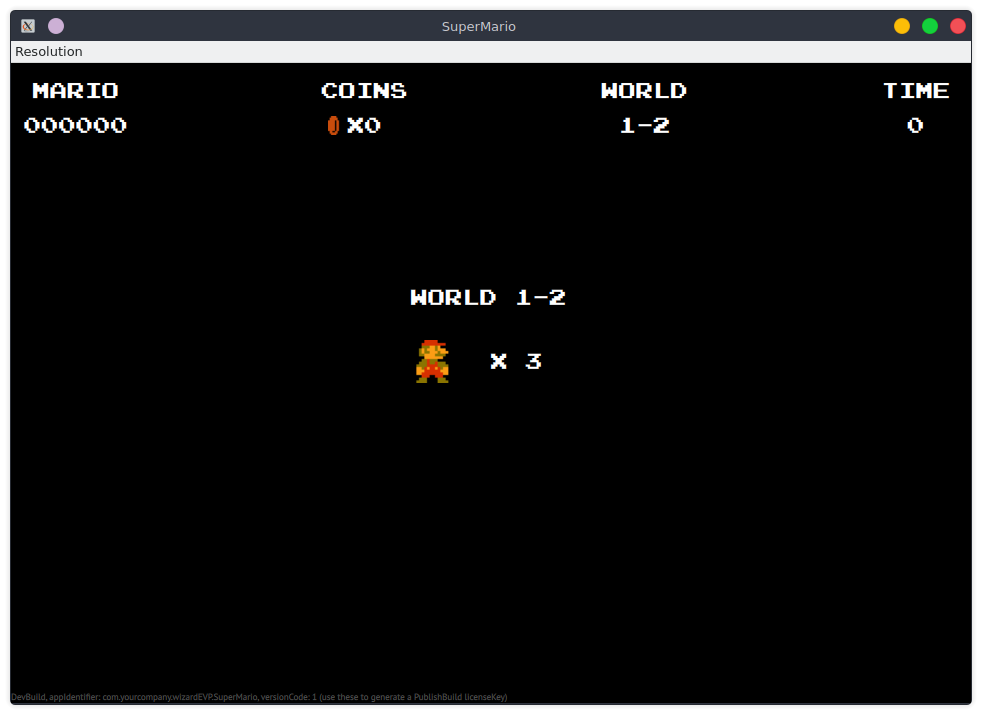 SuperMario
Resolution
MARIO COINS WORLD TIME
000000 X0 1-2 0
WORLD 1-2
X 3
DevBuild, appIdentifier: com.yourcompany.wizardEVP.SuperMario, versionCode: 1 (use these to generate a PublishBuild licenseKey)